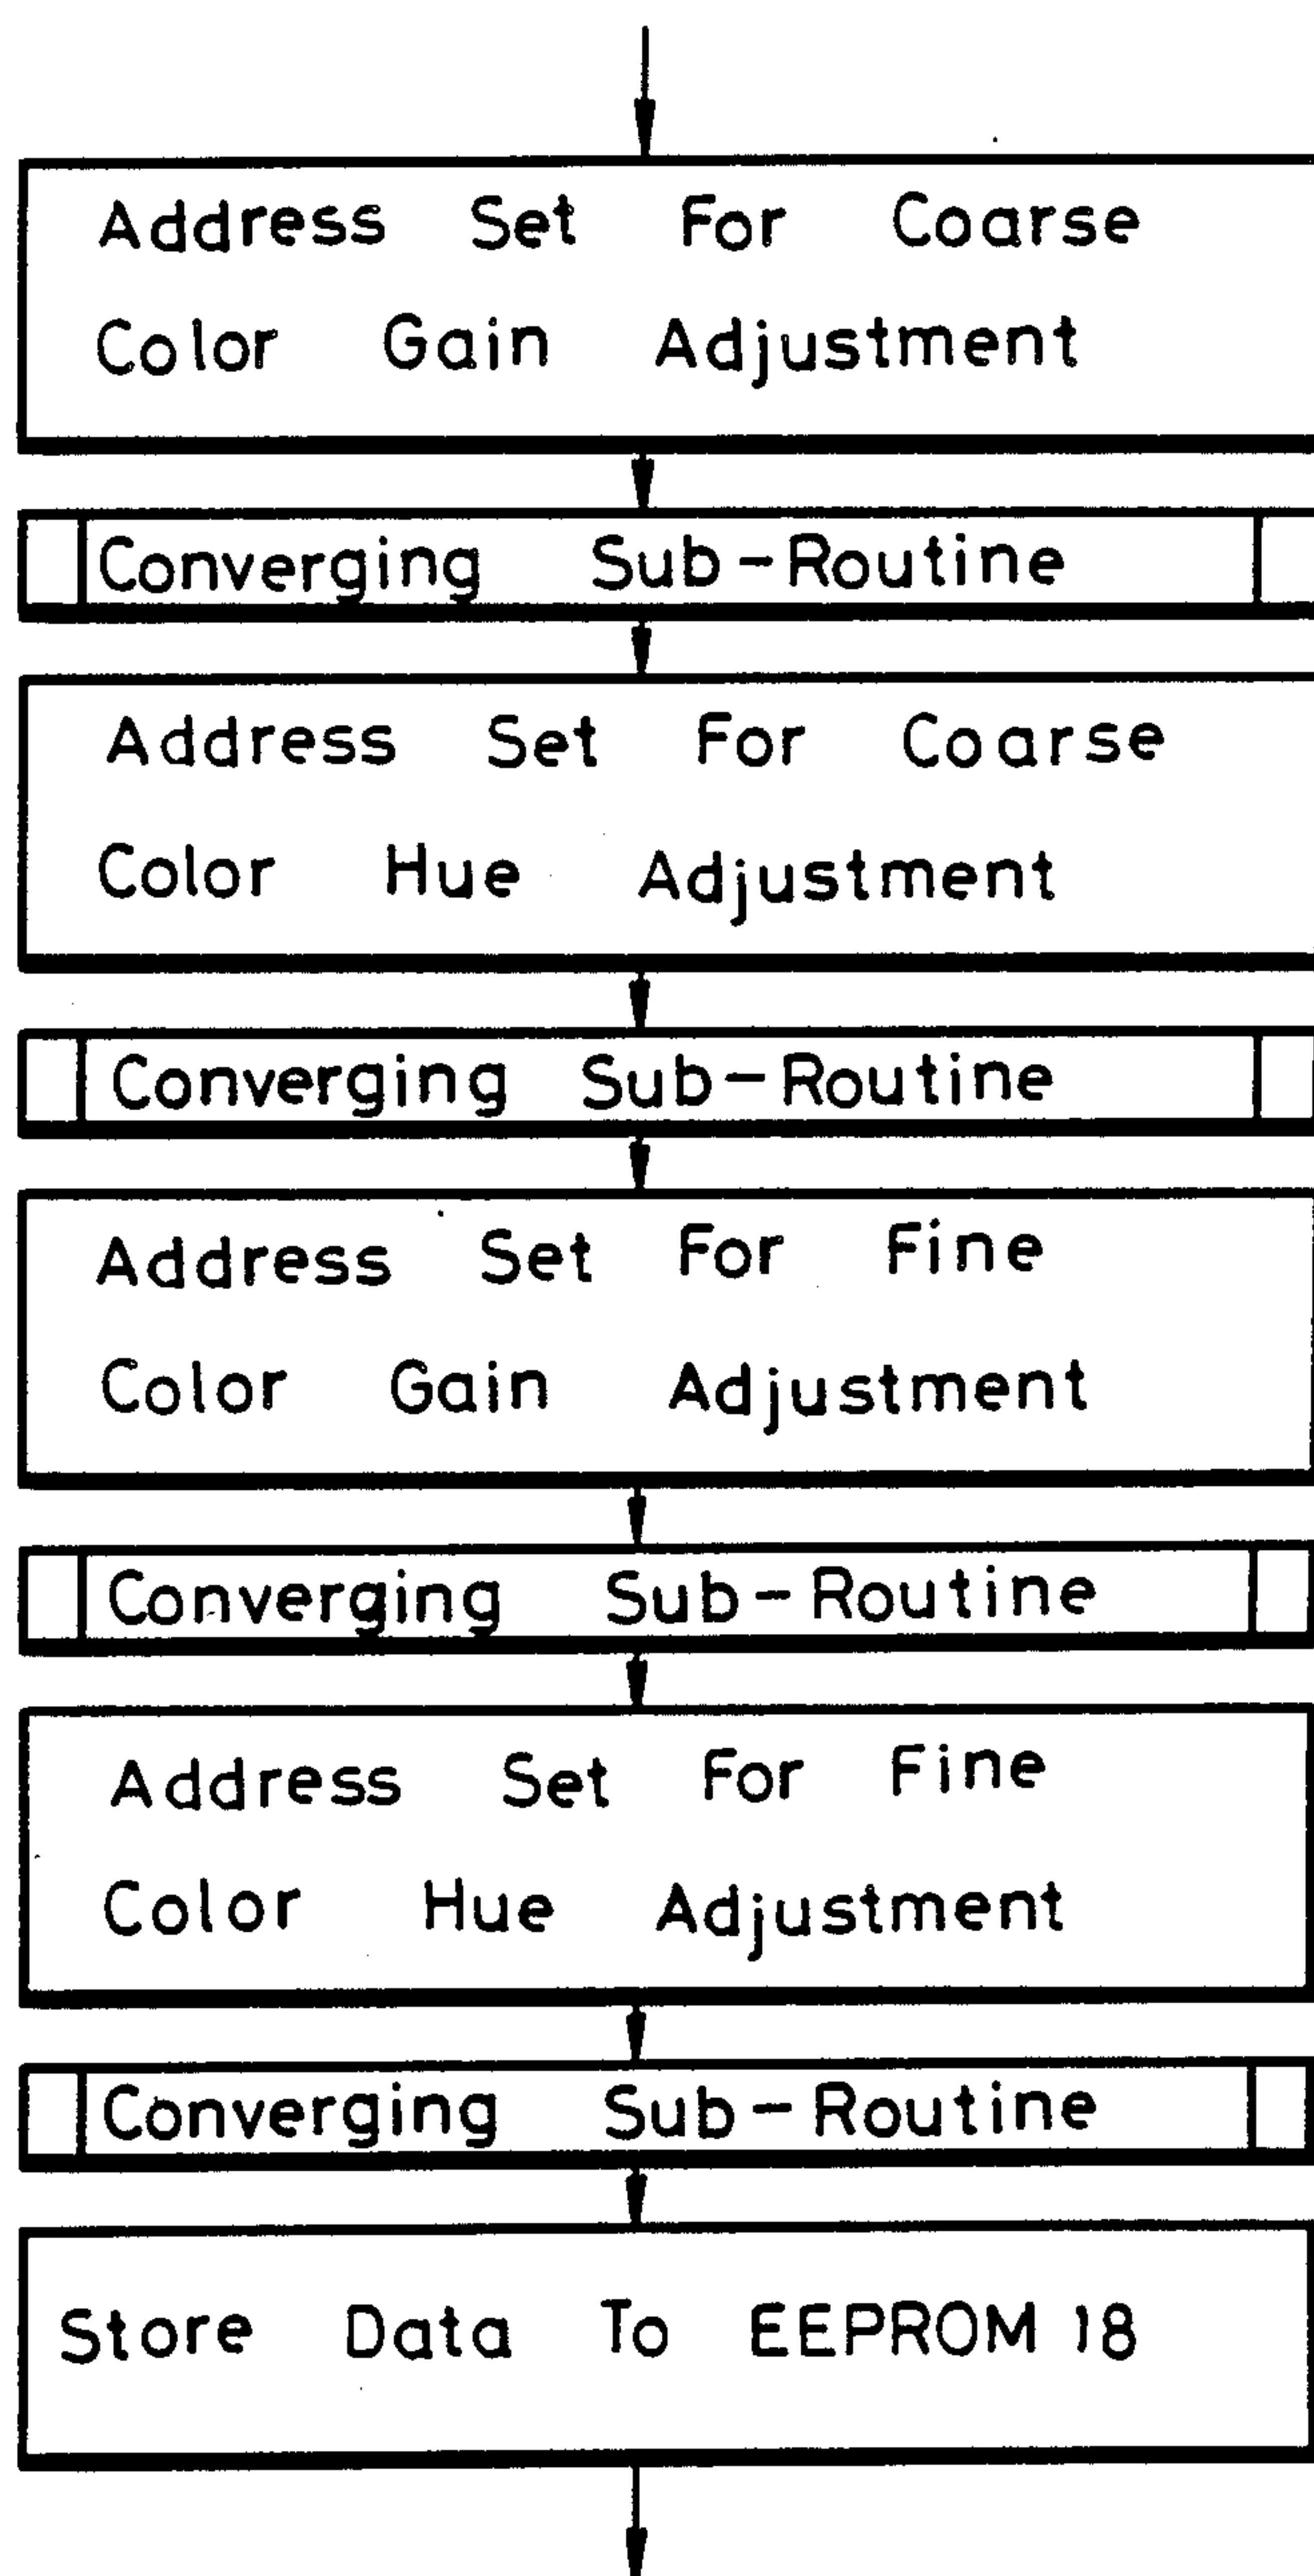 Address Set For Coarse
Color Gain Adjustment
Converging Sub-Routine
Address Set For Coarse
Color Hue Adjustment
Converging Sub-Routine
Address Set For Fine
Color Gain Adjustment
Converging Sub-Routine
Address Set For Fine
Color Hue Adjustment
Converging Sub-Routine
Store Data To EEPROM 18